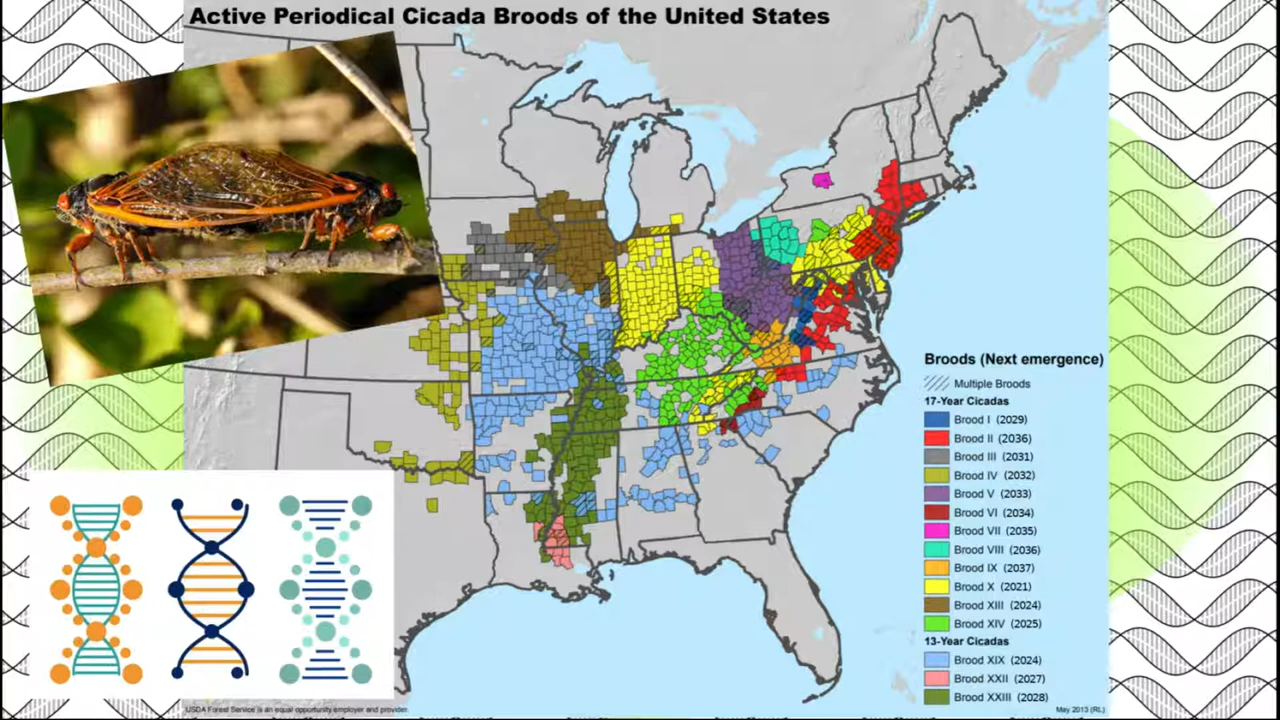 Active Periodical Cicada Broods of the United States
Broods (Next emergence)
Multiple Broods
17-Year Cicadas
Brood I (2029)
Brood II (2036)
Brood III (2031)
Brood IV (2032)
Brood V (2033)
Brood VI (2034)
Brood VII (2035)
Brood VIII (2036)
Brood IX (2037)
Brood X (2021)
Brood XIII (2024)
Brood XIV (2025)
13-Year Cicadas
Brood XIX (2024)
Brood XXII (2027)
Brood XXIII (2028)
USDA Forest Service is an equal opportunity employer and provider.
May 2013 (RL)